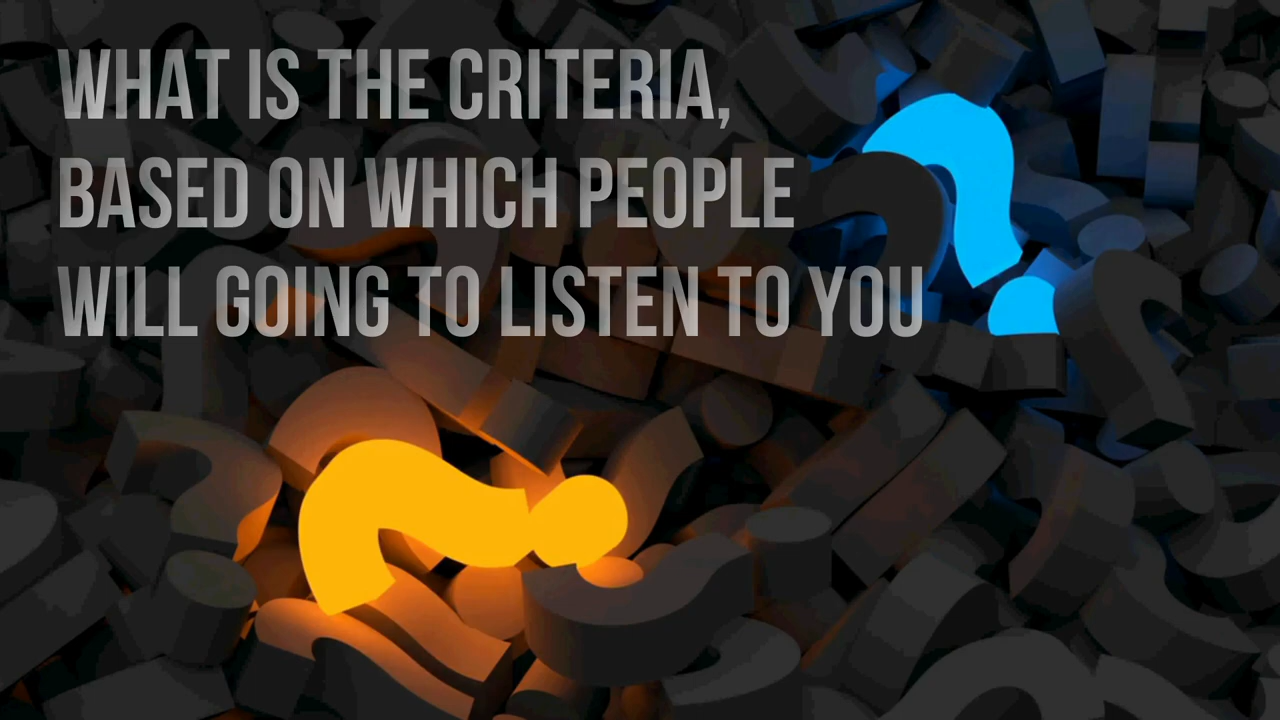 WHAT IS THE CRITERIA,
BASED ON WHICH PEOPLE
WILL GOING TO LISTEN TO YOU